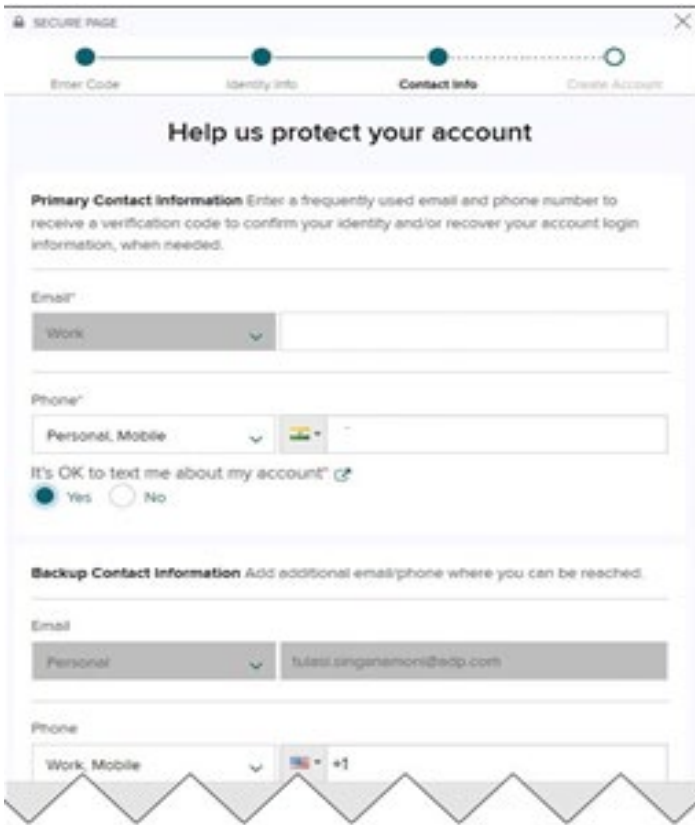 SECURE PAGE
Enter Code
Identity Info
Contact Info
Create Account
Help us protect your account
Primary Contact Information Enter a frequently used email and phone number to
receive a verification code to confirm your identity and/or recover your account login
information, when needed.
Email*
Work
Phone*
Personal, Mobile
It's OK to text me about my account*
Yes No
Backup Contact Information Add additional email/phone where you can be reached.
Email
Personal tulasi.singanamoni@adp.com
Phone
Work, Mobile +1